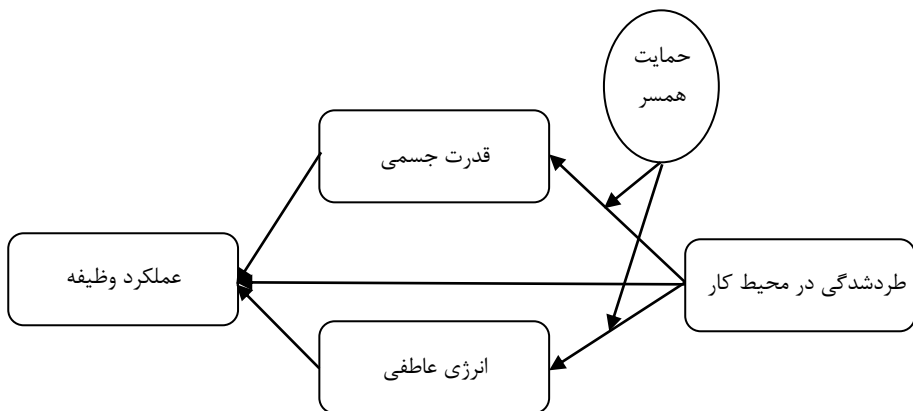 حمایت
همسر
قدرت جسمی
طردشدگی در محیط کار
عملکرد وظیفه
انرژی عاطفی